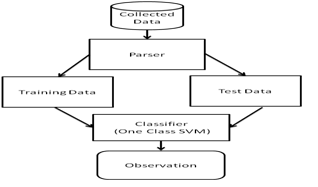 Collected
Data
Parser
Training Data
Test Data
Classifier
(One Class SVM)
Observation